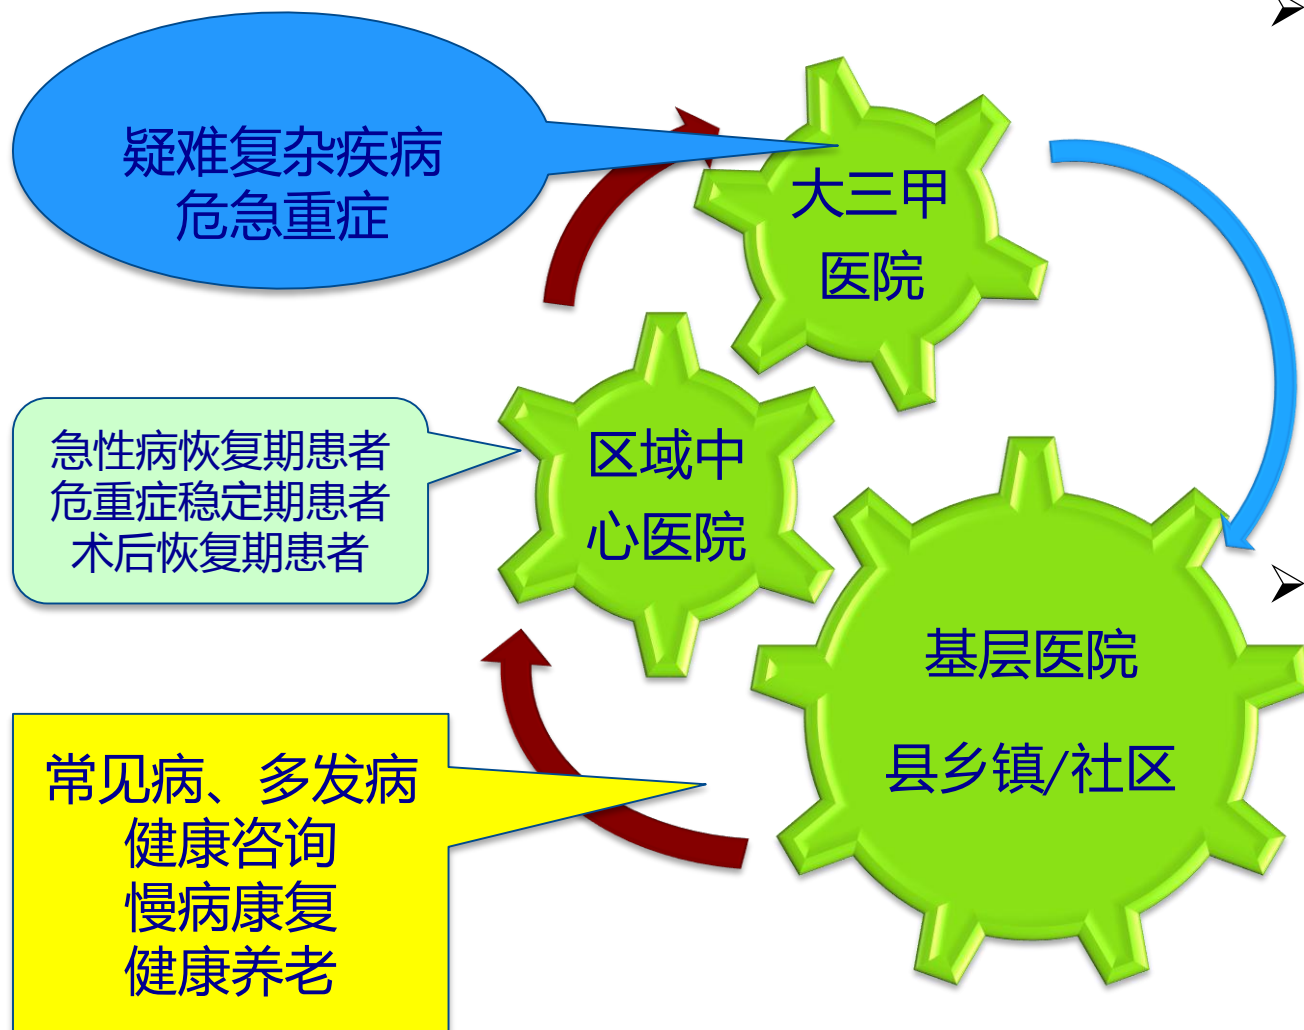 疑难复杂疾病
危急重症
大三甲
医院
急性病恢复期患者
危重症稳定期患者
术后恢复期患者
区域中
心医院
基层医院
县乡镇/社区
常见病、多发病
健康咨询
慢病康复
健康养老